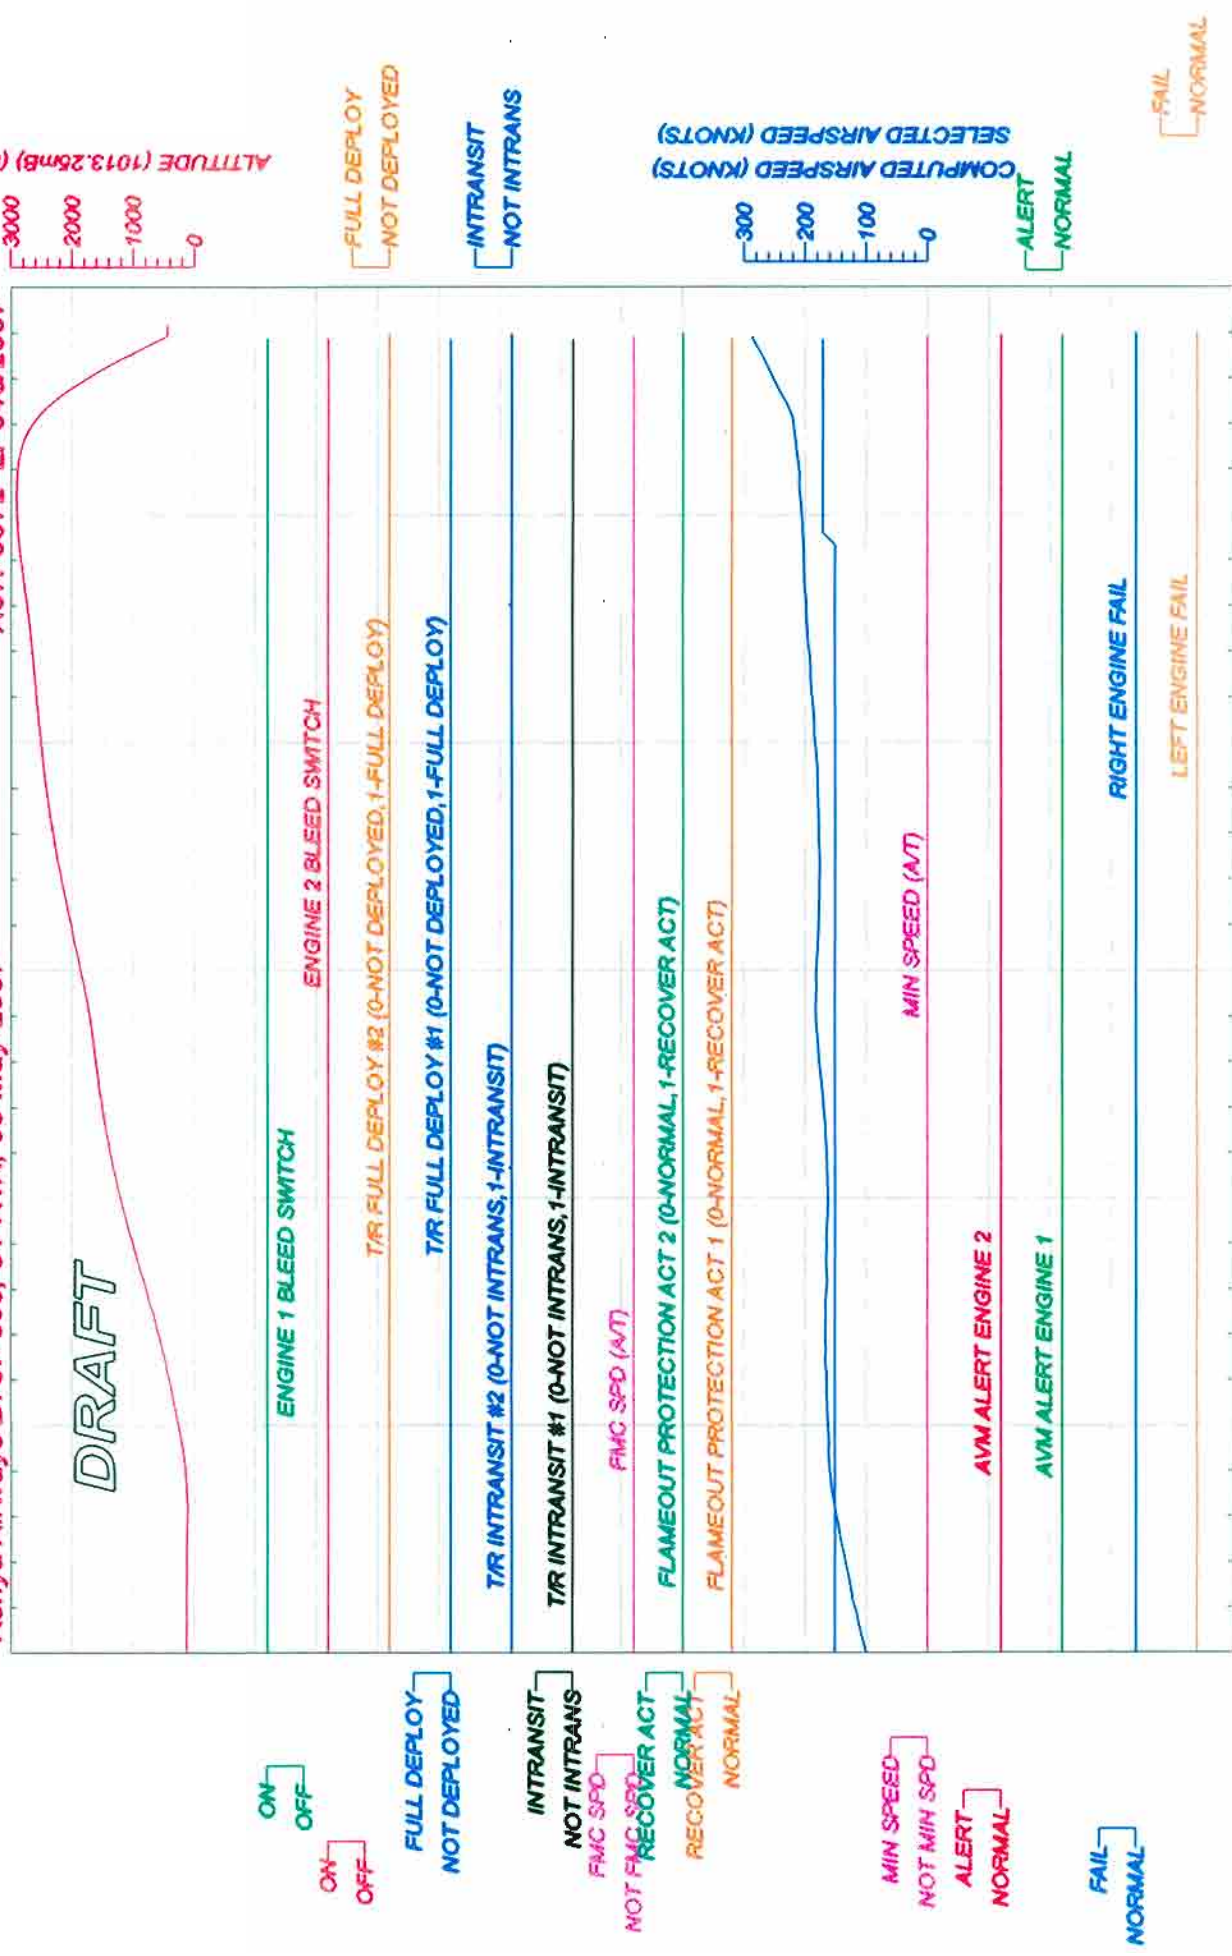 DRAFT
3000
2000
1000
0
ALTITUDE (1013.25mB) (
ENGINE 1 BLEED SWITCH
ON
OFF
ENGINE 2 BLEED SWITCH
ON
OFF
T/R FULL DEPLOY #2 (0-NOT DEPLOYED,1-FULL DEPLOY)
FULL DEPLOY
NOT DEPLOYED
T/R FULL DEPLOY #1 (0-NOT DEPLOYED,1-FULL DEPLOY)
FULL DEPLOY
NOT DEPLOYED
T/R INTRANSIT #2 (0-NOT INTRANS,1-INTRANSIT)
INTRANSIT
NOT INTRANS
T/R INTRANSIT #1 (0-NOT INTRANS,1-INTRANSIT)
INTRANSIT
NOT INTRANS
FMC SPD (A/T)
FMC SPD
NOT FMC SPD
FLAMEOUT PROTECTION ACT 2 (0-NORMAL,1-RECOVER ACT)
RECOVER ACT
NORMAL
FLAMEOUT PROTECTION ACT 1 (0-NORMAL,1-RECOVER ACT)
RECOVER ACT
NORMAL
SELECTED AIRSPEED (KNOTS)
COMPUTED AIRSPEED (KNOTS)
300
200
100
0
MIN SPEED (A/T)
MIN SPEED
NOT MIN SPD
AVM ALERT ENGINE 2
ALERT
NORMAL
AVM ALERT ENGINE 1
ALERT
NORMAL
RIGHT ENGINE FAIL
FAIL
NORMAL
LEFT ENGINE FAIL
FAIL
NORMAL